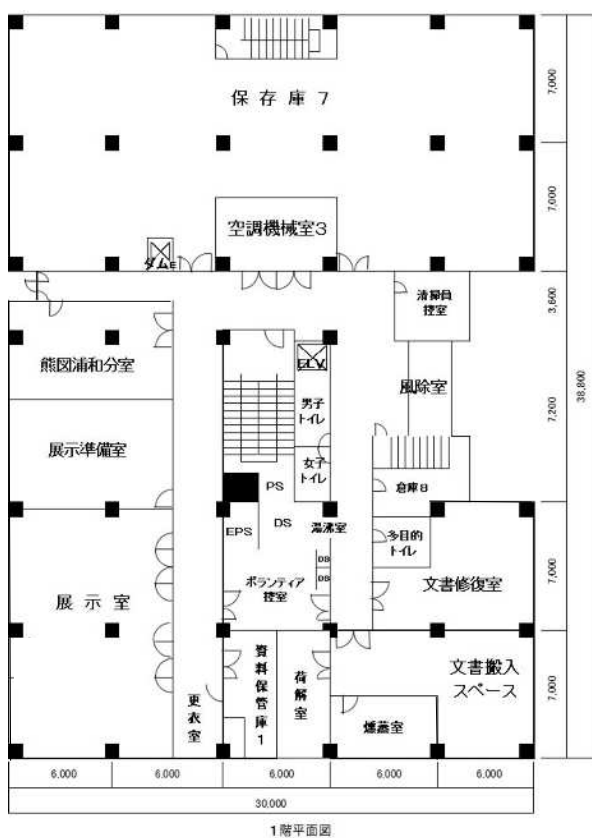 保存庫7
7,000
空調機械室3
7,000
ダムE
清掃員
控室
3,600
熊図浦和分室
ELV
風除室
38,800
男子
トイレ
7,200
展示準備室
女子
トイレ
PS
倉庫8
DS
湯沸室
EPS
多目的
トイレ
DS
DS
展示室
ボランティア
控室
文書修復室
7,000
資料保管庫1
荷解室
文書搬入
スペース
更衣室
燻蒸室
7,000
6,000
6,000
6,000
6,000
6,000
30,000
1階平面図